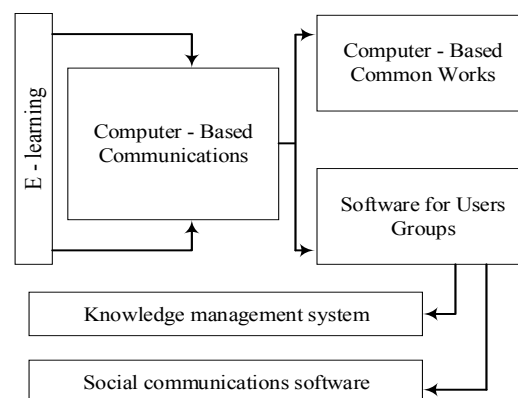 E - learning
Computer - Based
Communications
Computer - Based
Common Works
Software for Users
Groups
Knowledge management system
Social communications software